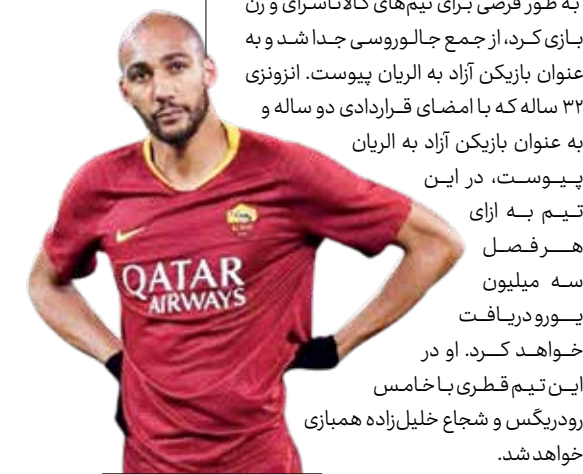 به طور قرضی برای تیم‌های گالاتاسرای و رن
بازی کرد، از جمع جالوروسی جدا شد و به
عنوان بازیکن آزاد به الریان پیوست. انزونزی
۳۲ ساله که با امضای قراردادی دو ساله و
به عنوان بازیکن آزاد به الریان
پیوست، در این
تیم به ازای
هر فصل
سه میلیون
یورو دریافت
خواهد کرد. او در
این تیم قطری با خامس
رودریگس و شجاع خلیل‌زاده همبازی
خواهد شد.
QATAR
AIRWAYS